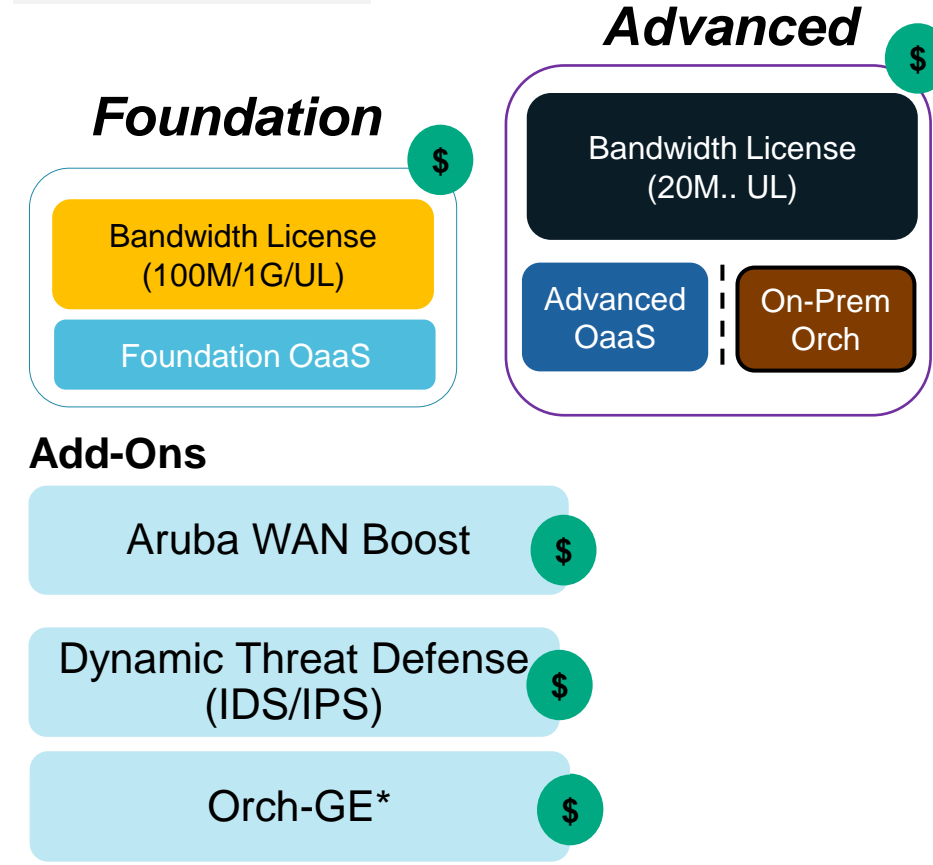 Foundation
$
Bandwidth License
(100M/1G/UL)
Foundation OaaS
Advanced
$
Bandwidth License
(20M.. UL)
Advanced
OaaS
On-Prem
Orch
Add-Ons
Aruba WAN Boost
$
Dynamic Threat Defense
(IDS/IPS)
$
Orch-GE*
$